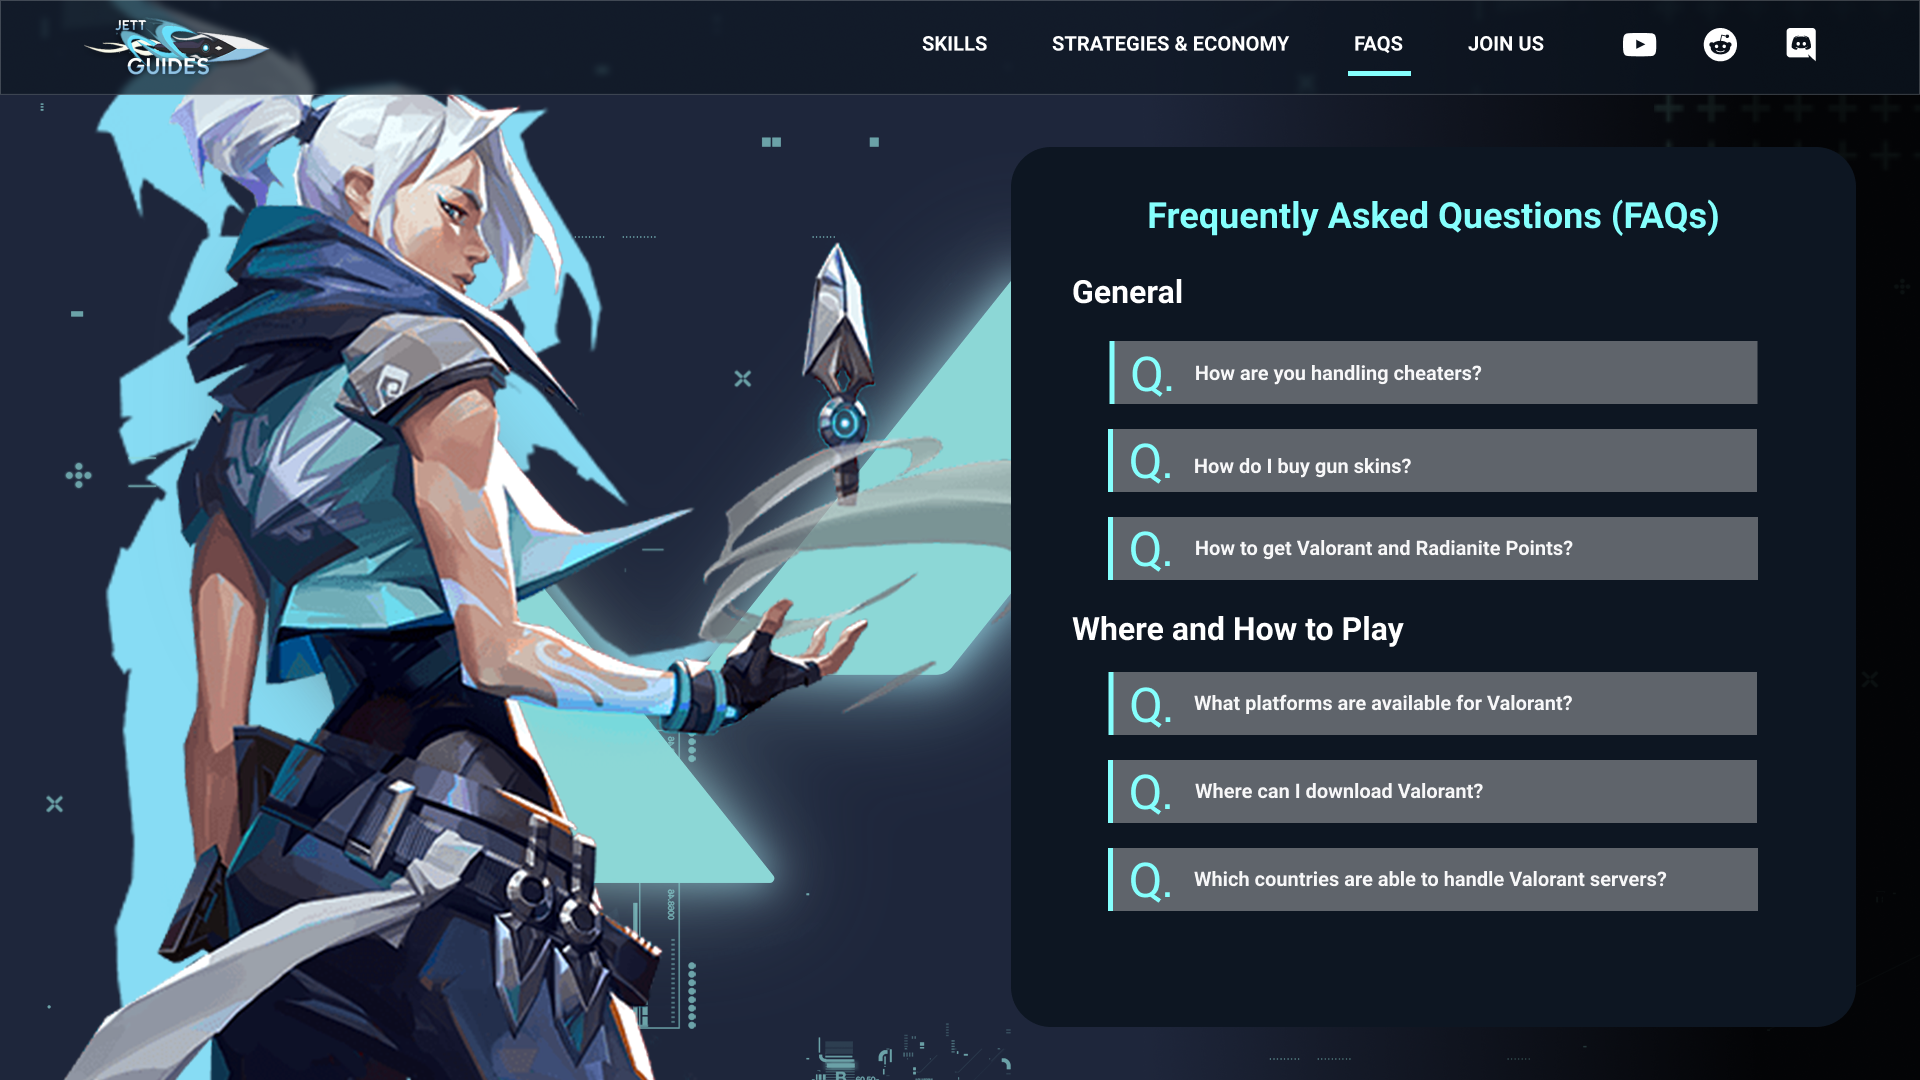 JETT
GUIDES
SKILLS
STRATEGIES & ECONOMY
FAQS
JOIN US
Frequently Asked Questions (FAQs)
General
Q. How are you handling cheaters?
Q. How do I buy gun skins?
Q. How to get Valorant and Radianite Points?
Where and How to Play
Q. What platforms are available for Valorant?
Q. Where can I download Valorant?
Q. Which countries are able to handle Valorant servers?